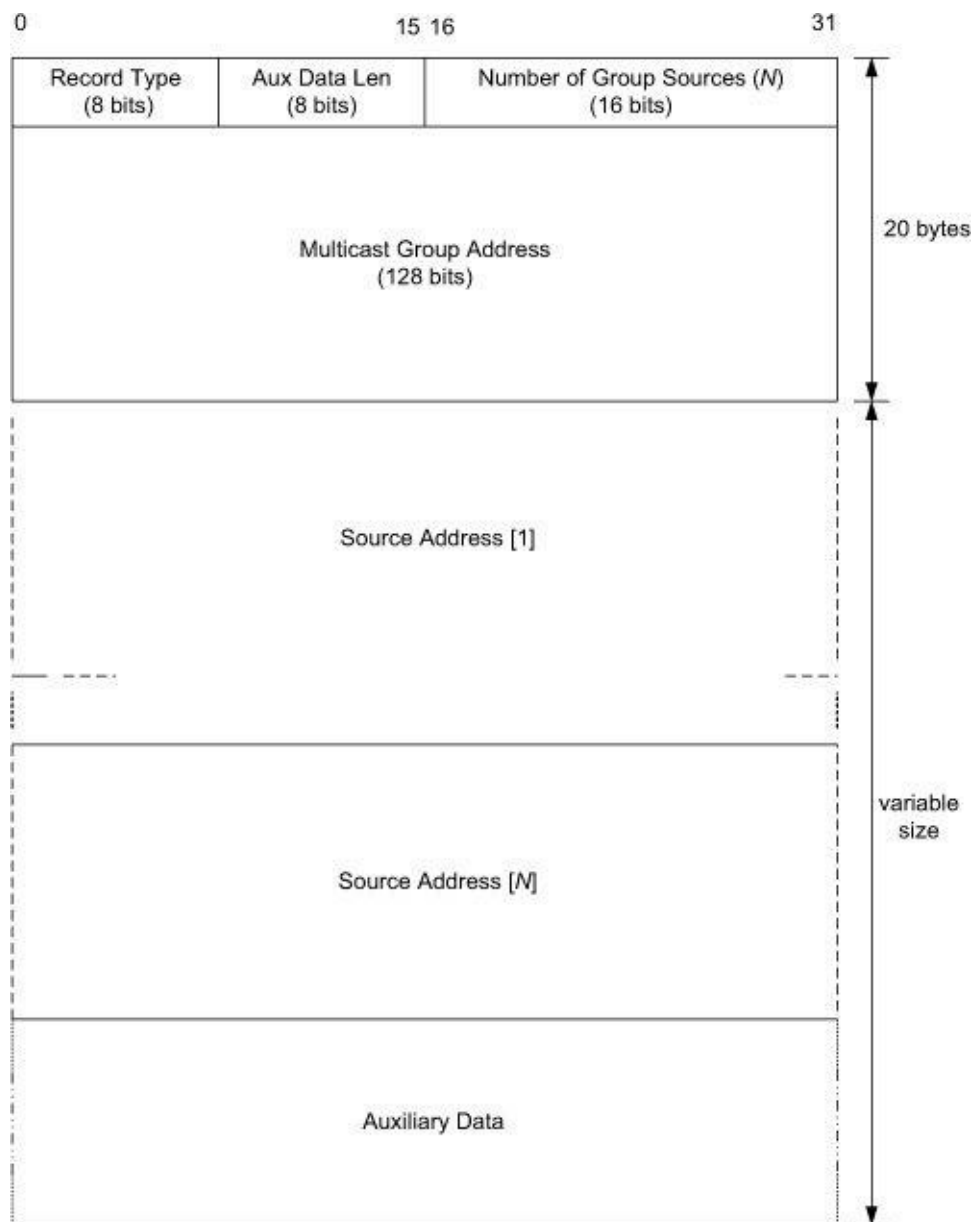 0 15 16 31
Record Type Aux Data Len Number of Group Sources (N)
(8 bits) (8 bits) (16 bits)
Multicast Group Address
(128 bits)
20 bytes
Source Address [1]
variable
size
Source Address [N]
Auxiliary Data